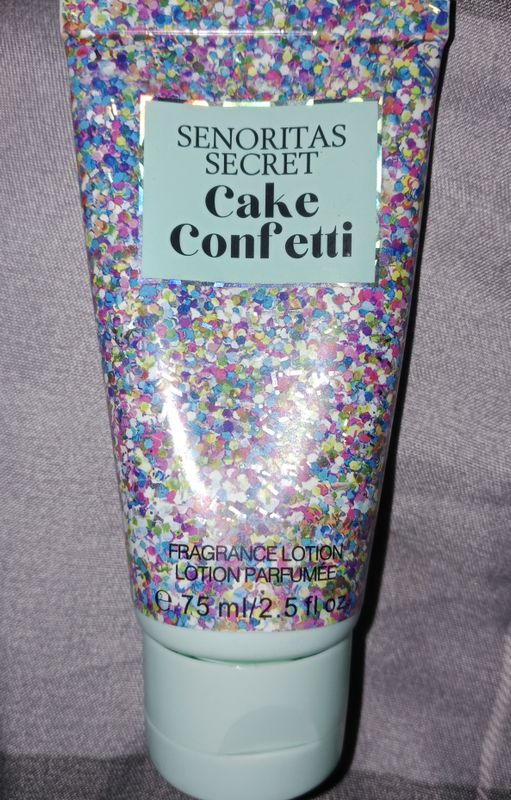 SENORITAS
SECRET
Cake
Confetti
FRAGRANCE LOTION
LOTION PARFUMÉE
℮ 75 ml/2.5 fl oz